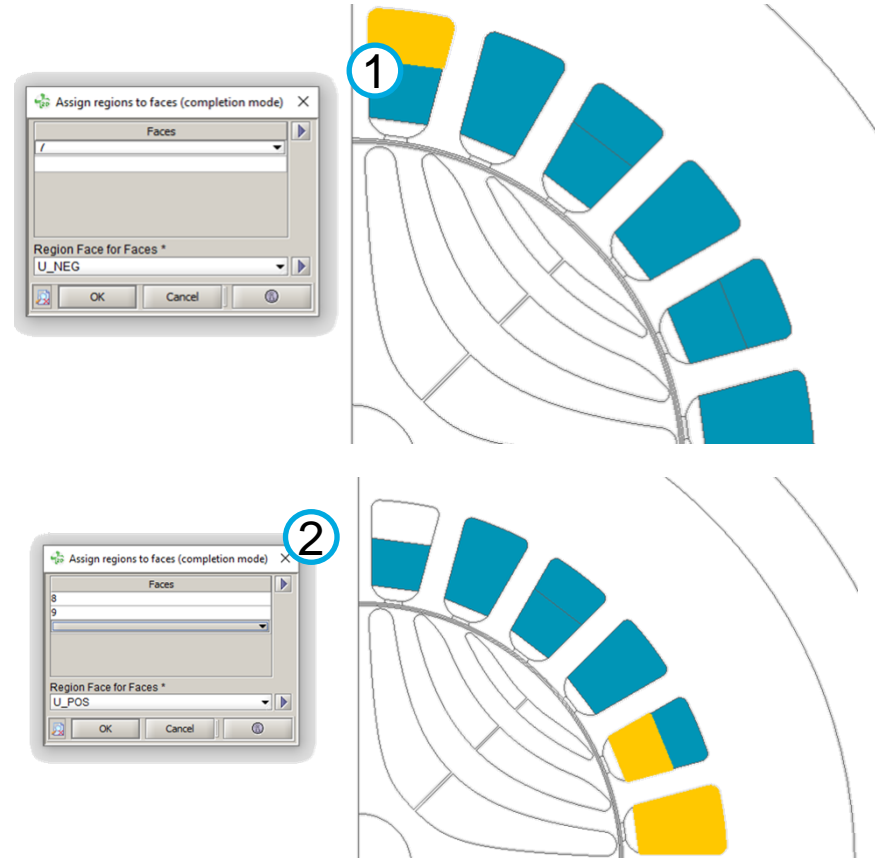 1
Assign regions to faces (completion mode)
Faces
7
Region Face for Faces *
U_NEG
OK
Cancel
2
Assign regions to faces (completion mode)
Faces
8
9
Region Face for Faces *
U_POS
OK
Cancel